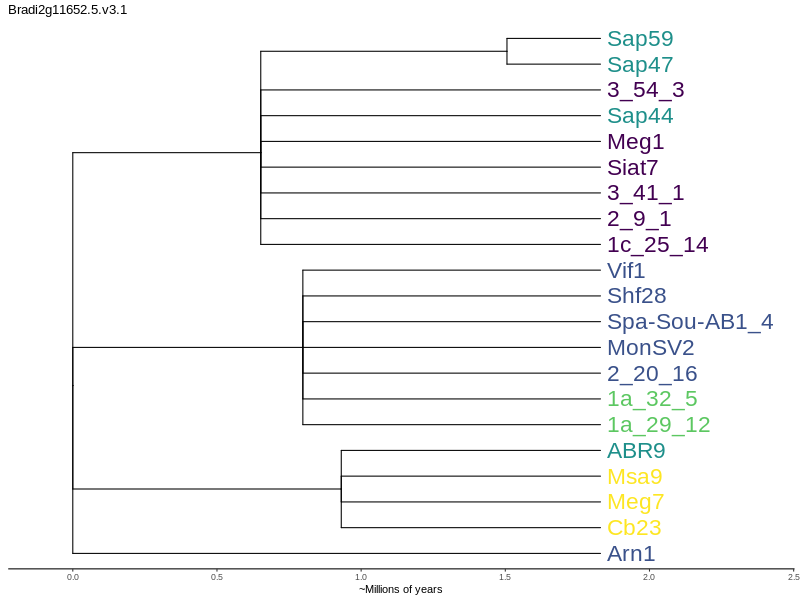 Bradi2g11652.5.v3.1
Sap59
Sap47
3_54_3
Sap44
Meg1
Siat7
3_41_1
2_9_1
1c_25_14
Vif1
Shf28
Spa-Sou-AB1_4
MonSV2
2_20_16
1a_32_5
1a_29_12
ABR9
Msa9
Meg7
Cb23
Arn1
0.0 0.5 1.0 1.5 2.0 2.5
~Millions of years